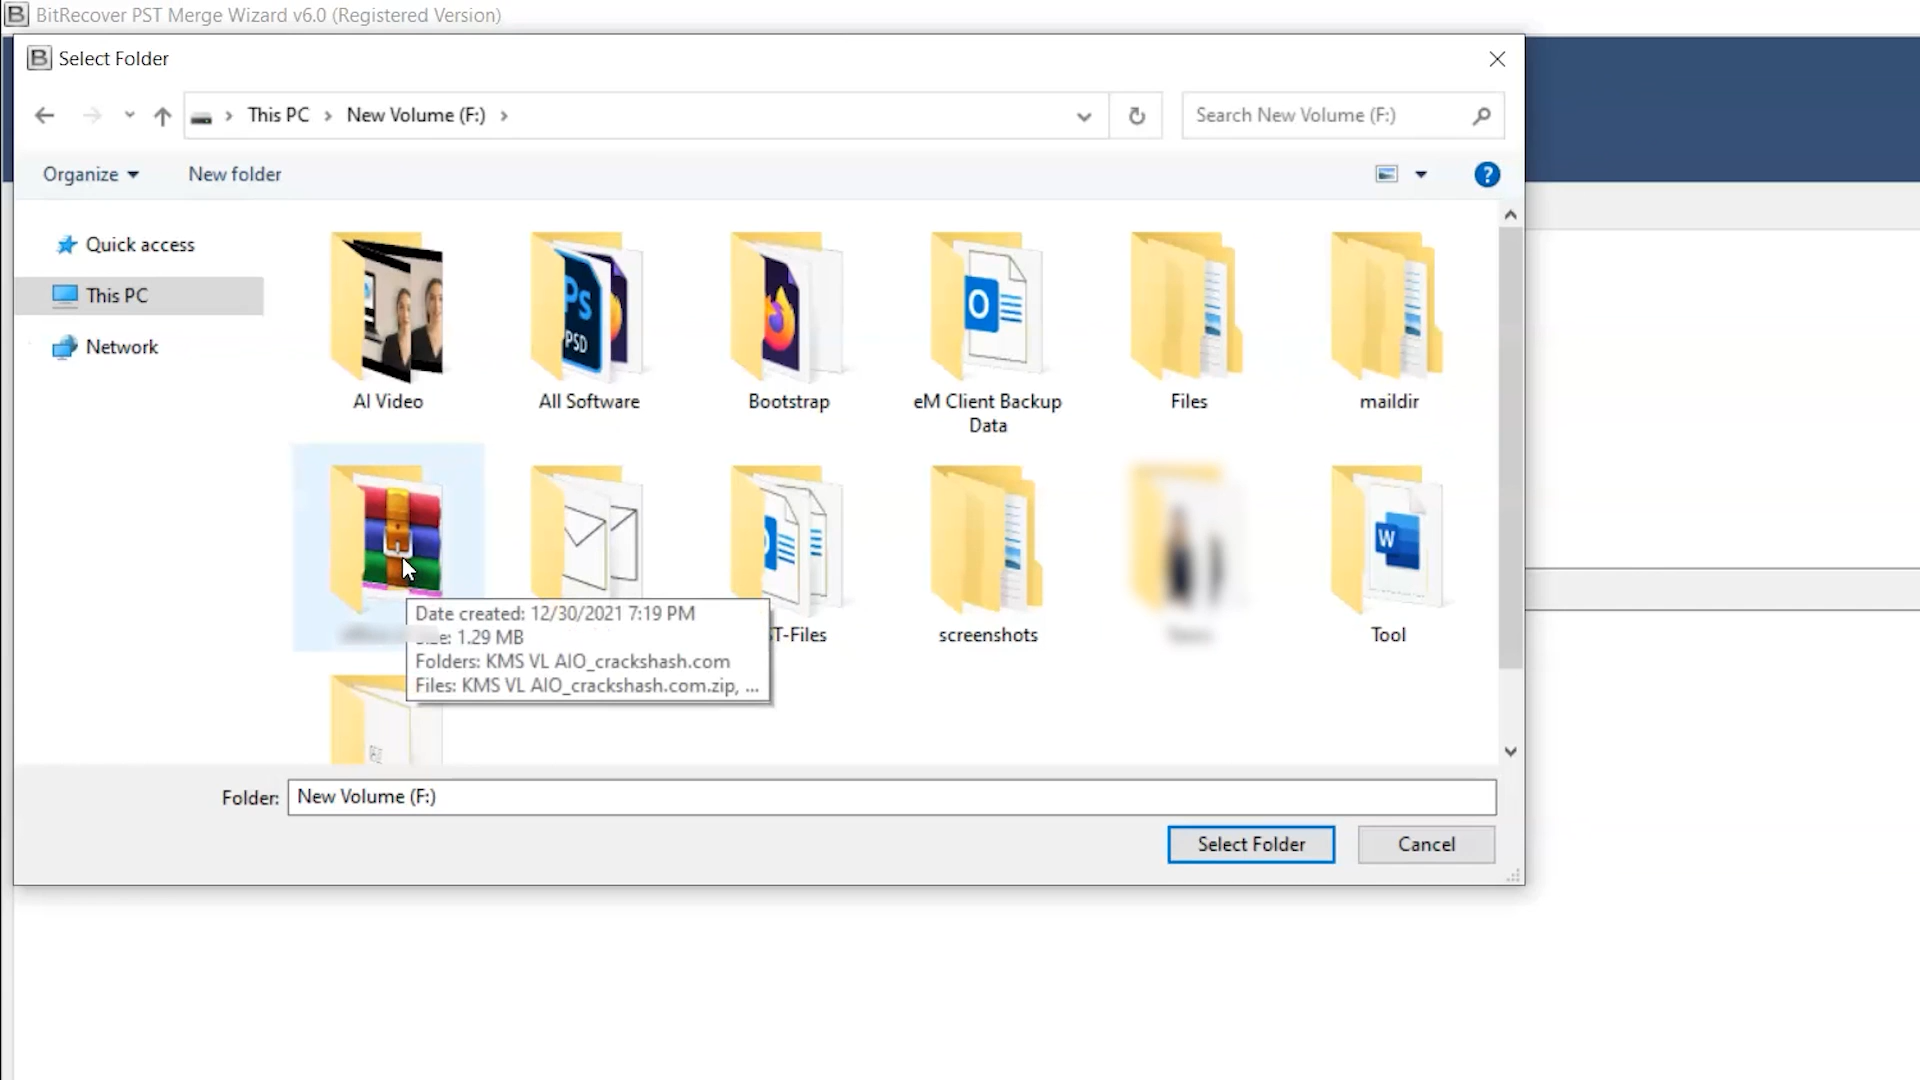 BitRecover PST Merge Wizard v6.0 (Registered Version)
Select Folder
This PC
New Volume (F:)
Search New Volume (F:)
Organize
New folder
Quick access
This PC
Network
AI Video
All Software
Bootstrap
eM Client Backup
Data
Files
maildir
PS
PSD
O
W
T-Files
screenshots
Tool
Date created: 12/30/2021 7:19 PM
1.29 MB
Folders: KMS VL AIO_crackshash.com
Files: KMS VL AIO_crackshash.com.zip, ...
Folder:
New Volume (F:)
Select Folder
Cancel